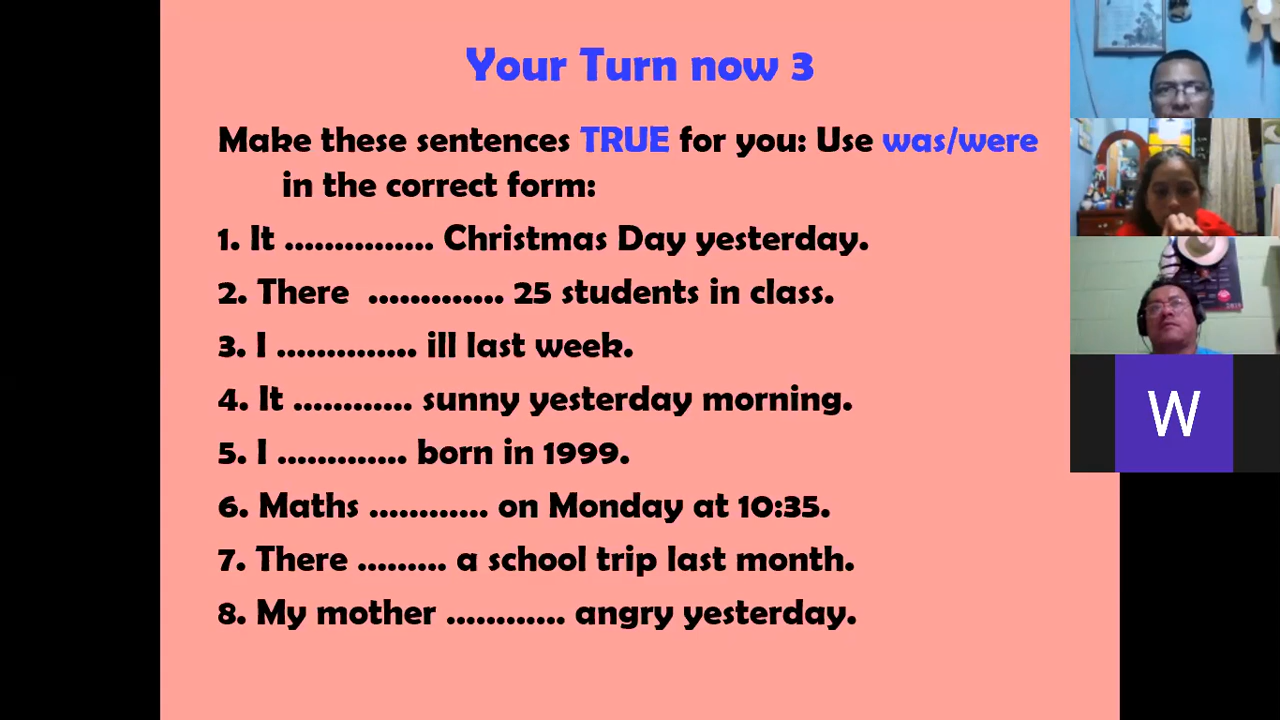 Your Turn now 3
Make these sentences TRUE for you: Use was/were
in the correct form:
1. It ............... Christmas Day yesterday.
2. There ............. 25 students in class.
3. I .............. ill last week.
4. It ............ sunny yesterday morning.
5. I ............. born in 1999.
6. Maths ............ on Monday at 10:35.
7. There ......... a school trip last month.
8. My mother ............ angry yesterday.
W